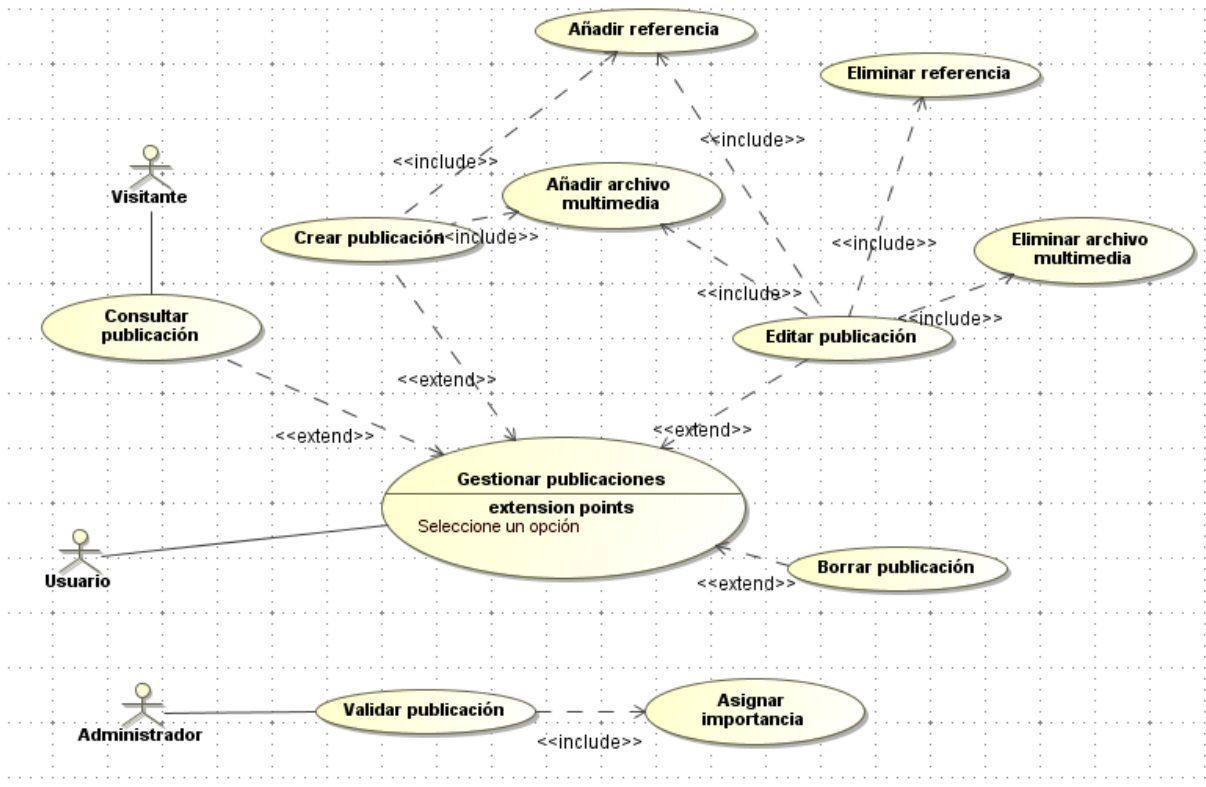 Añadir referencia
Eliminar referencia
<<include>>
<<include>>
Visitante
Añadir archivo
multimedia
Crear publicación
<<include>>
<<include>>
Eliminar archivo
multimedia
<<include>>
<<include>>
Consultar
publicación
Editar publicación
<<extend>>
<<extend>>
<<extend>>
Gestionar publicaciones
extension points
Seleccione un opción
Usuario
Borrar publicación
<<extend>>
Validar publicación
Asignar
importancia
Administrador
<<include>>